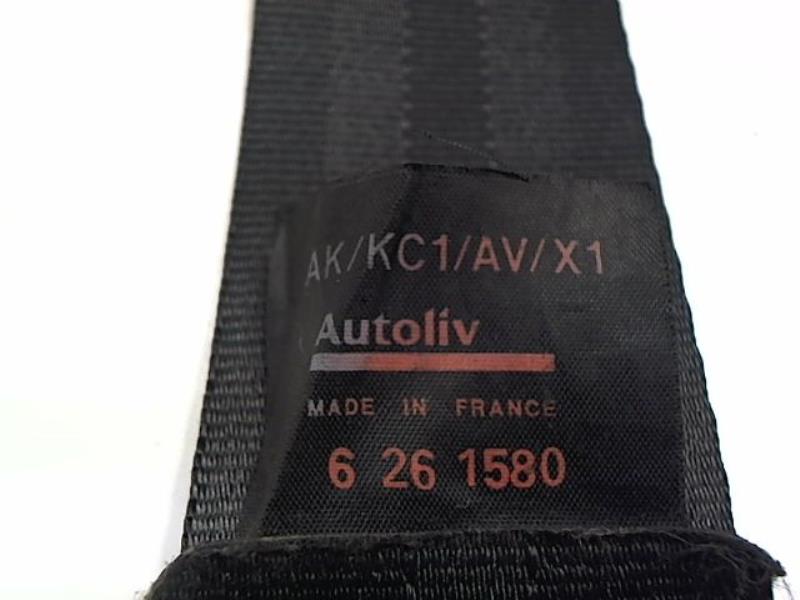 AK/KC1/AV/X1
Autoliv
MADE IN FRANCE
6 26 1580